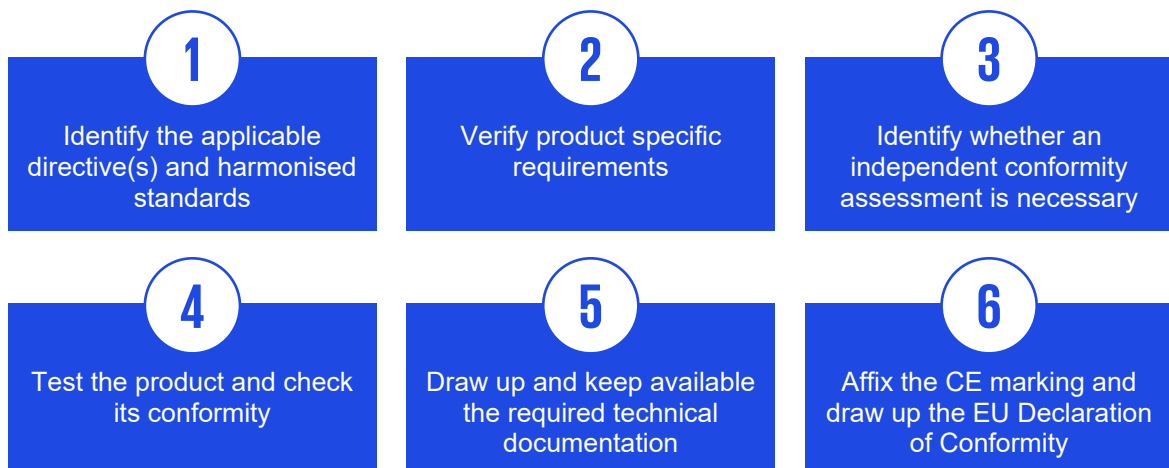 1
Identify the applicable
directive(s) and harmonised
standards
2
Verify product specific
requirements
3
Identify whether an
independent conformity
assessment is necessary
4
Test the product and check
its conformity
5
Draw up and keep available
the required technical
documentation
6
Affix the CE marking and
draw up the EU Declaration
of Conformity